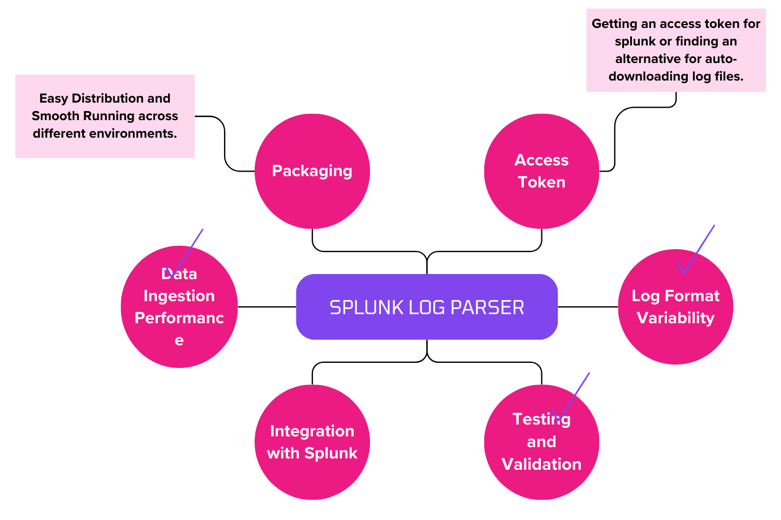 Getting an access token for
splunk or finding an
alternative for auto-
downloading log files.
Easy Distribution and
Smooth Running across
different environments.
Packaging
Access
Token
Data
Ingestion
Performanc
e
SPLUNK LOG PARSER
Log Format
Variability
Integration
with Splunk
Testing
and
Validation